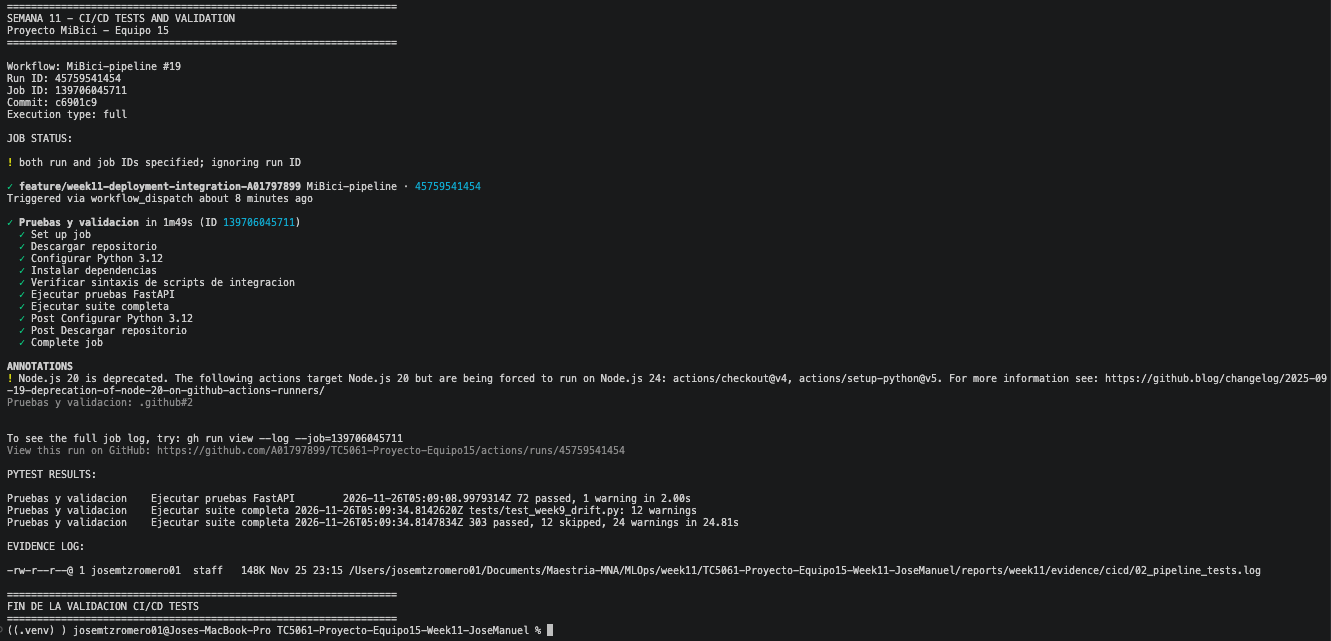 =================================================================
SEMANA 11 - CI/CD TESTS AND VALIDATION
Proyecto MiBici - Equipo 15
=================================================================
Workflow: MiBici-pipeline #19
Run ID: 45759541454
Job ID: 139706045711
Commit: c6901c9
Execution type: full
JOB STATUS:
! both run and job IDs specified; ignoring run ID
✓ feature/week11-deployment-integration-A01797899 MiBici-pipeline · 45759541454
Triggered via workflow_dispatch about 8 minutes ago
✓ Pruebas y validacion in 1m49s (ID 139706045711)
✓ Set up job
✓ Descargar repositorio
✓ Configurar Python 3.12
✓ Instalar dependencias
✓ Verificar sintaxis de scripts de integracion
✓ Ejecutar pruebas FastAPI
✓ Ejecutar suite completa
✓ Post Configurar Python 3.12
✓ Post Descargar repositorio
✓ Complete job
ANNOTATIONS
! Node.js 20 is deprecated. The following actions target Node.js 20 but are being forced to run on Node.js 24: actions/checkout@v4, actions/setup-python@v5. For more information see: https://github.blog/changelog/2025-09
-19-deprecation-of-node-20-on-github-actions-runners/
Pruebas y validacion: .github#2
To see the full job log, try: gh run view --log --job=139706045711
View this run on GitHub: https://github.com/A01797899/TC5061-Proyecto-Equipo15/actions/runs/45759541454
PYTEST RESULTS:
Pruebas y validacion    Ejecutar pruebas FastAPI        2026-11-26T05:09:08.9979314Z 72 passed, 1 warning in 2.00s
Pruebas y validacion    Ejecutar suite completa 2026-11-26T05:09:34.8142620Z tests/test_week9_drift.py: 12 warnings
Pruebas y validacion    Ejecutar suite completa 2026-11-26T05:09:34.8147834Z 303 passed, 12 skipped, 24 warnings in 24.81s
EVIDENCE LOG:
-rw-r--r--@ 1 josemtzromero01  staff   148K Nov 25 23:15 /Users/josemtzromero01/Documents/Maestria-MNA/MLOps/week11/TC5061-Proyecto-Equipo15-Week11-JoseManuel/reports/week11/evidence/cicd/02_pipeline_tests.log
=================================================================
FIN DE LA VALIDACION CI/CD TESTS
=================================================================
((.venv) ) josemtzromero01@Joses-MacBook-Pro TC5061-Proyecto-Equipo15-Week11-JoseManuel %